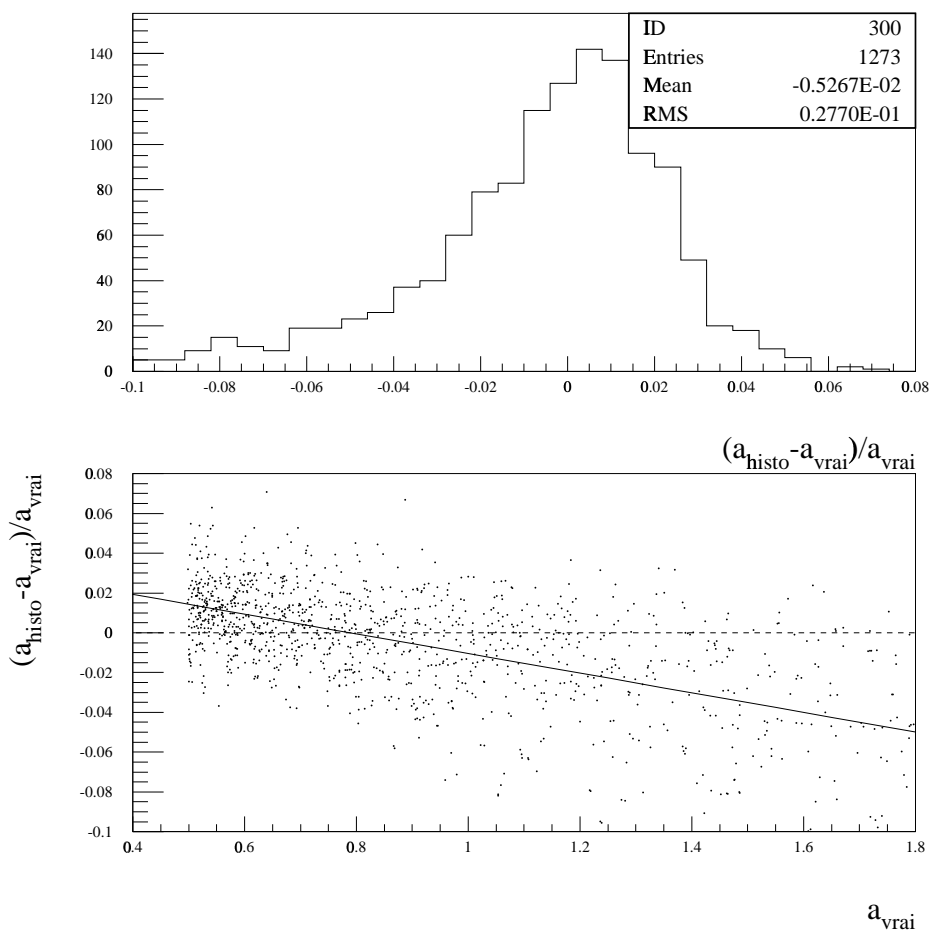 ID 300
Entries 1273
Mean -0.5267E-02
RMS 0.2770E-01
140
120
100
80
60
40
20
0
-0.1 -0.08 -0.06 -0.04 -0.02 0 0.02 0.04 0.06 0.08
(a_histo-a_vrai)/a_vrai
(a_histo-a_vrai)/a_vrai
0.08
0.06
0.04
0.02
0
-0.02
-0.04
-0.06
-0.08
-0.1
0.4 0.6 0.8 1 1.2 1.4 1.6 1.8
a_vrai